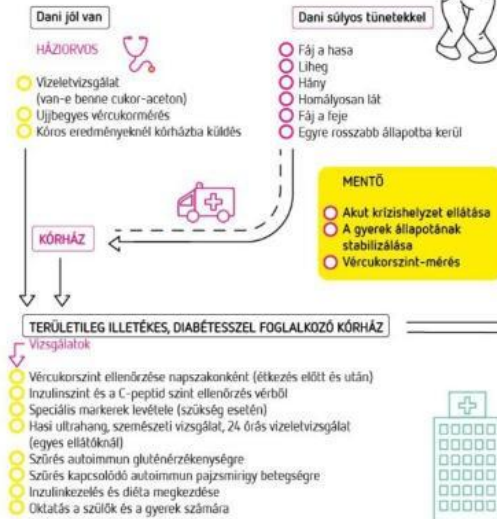 Dani jól van
HÁZIORVOS
Vizeletvizsgálat
(van-e benne cukor-aceton)
Ujjbegyes vércukormérés
Kóros eredményeknél kórházba küldés
Dani súlyos tünetekkel
Fáj a hasa
Liheg
Hány
Homályosan lát
Fáj a feje
Egyre rosszabb állapotba kerül
MENTŐ
Akut krízishelyzet ellátása
A gyerek állapotának
stabilizálása
Vércukorszint-mérés
KÓRHÁZ
TERÜLETILEG ILLETÉKES, DIABÉTESSZEL FOGLALKOZÓ KÓRHÁZ
Vizsgálatok
Vércukorszint ellenőrzése napszakonként (étkezés előtt és után)
Inzulinszint és a C-peptid szint ellenőrzés vérből
Speciális markerek levétele (szükség esetén)
Hasi ultrahang, szemészeti vizsgálat, 24 órás vizeletvizsgálat
(egyes ellátóknál)
Szűrés autoimmun gluténérzékenységre
Szűrés kapcsolódó autoimmun pajzsmirigy betegségre
Inzulinkezelés és diéta megkezdése
Oktatás a szülők és a gyerek számára